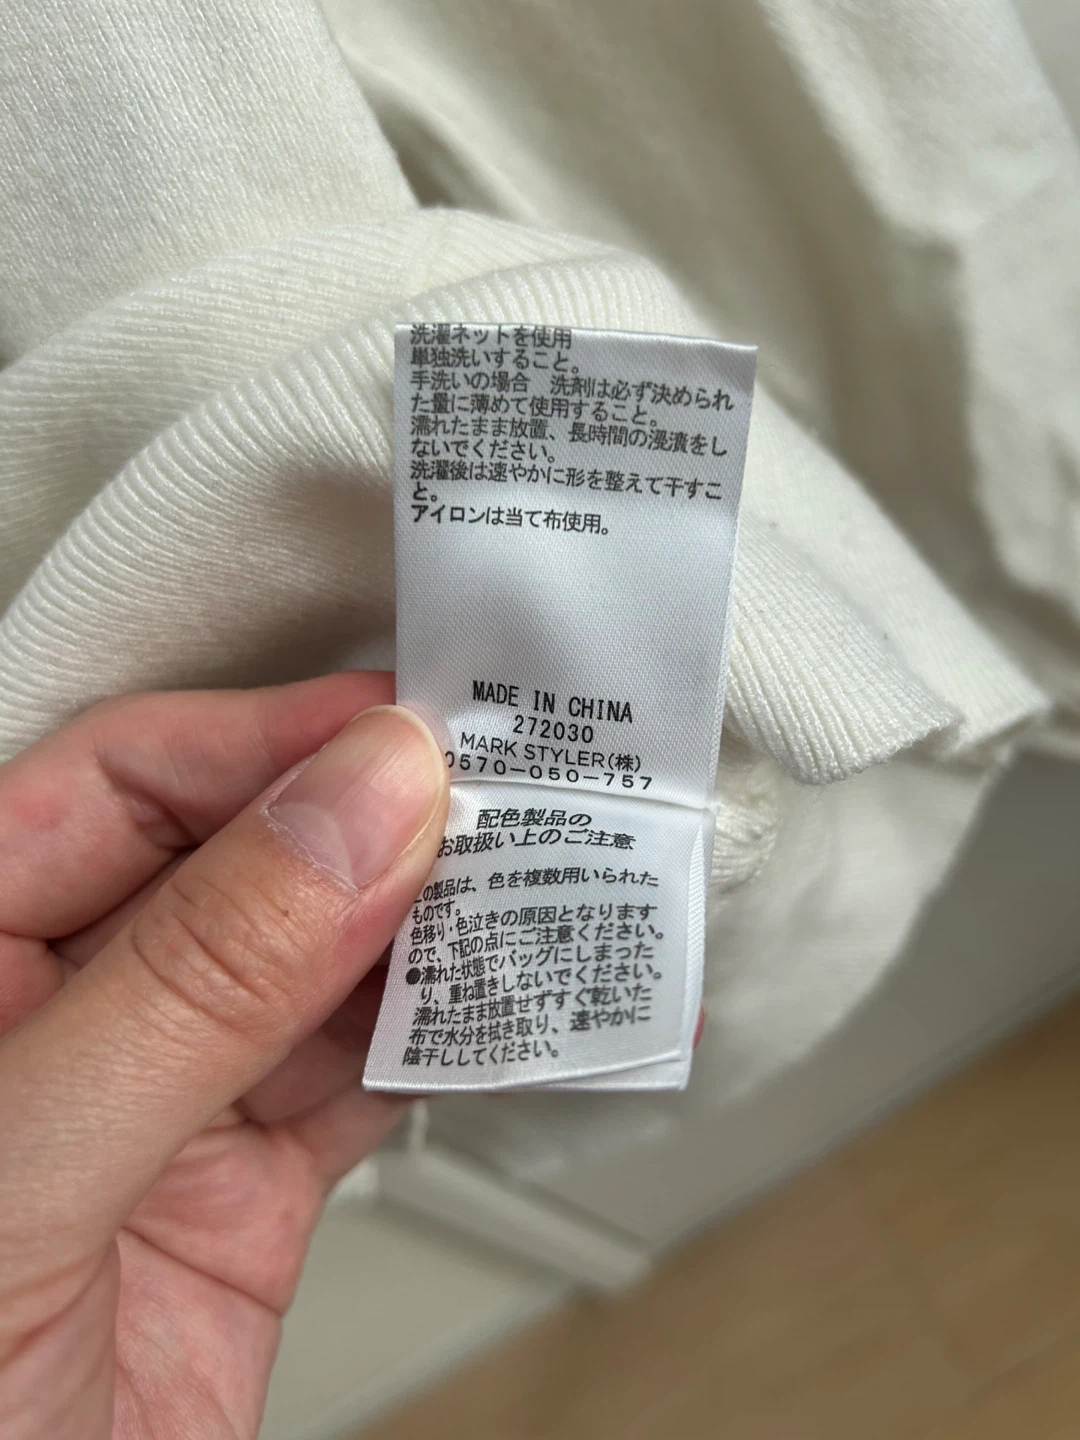 洗濯ネットを使用
単独洗いすること。
手洗いの場合　洗剤は必ず決められ
た量に薄めて使用すること。
濡れたまま放置、長時間の浸漬をし
ないでください。
洗濯後は速やかに形を整えて干すこ
と。
アイロンは当て布使用。
MADE IN CHINA
272030
MARK STYLER(株)
0570-050-757
配色製品の
お取扱い上のご注意
この製品は、色を複数用いられた
ものです。
色移り・色泣きの原因となります
ので、下記の点にご注意ください。
●濡れた状態でバッグにしまった
り、重ね置きしないでください。
濡れたまま放置せずすぐ乾いた
布で水分を拭き取り、速やかに
陰干ししてください。